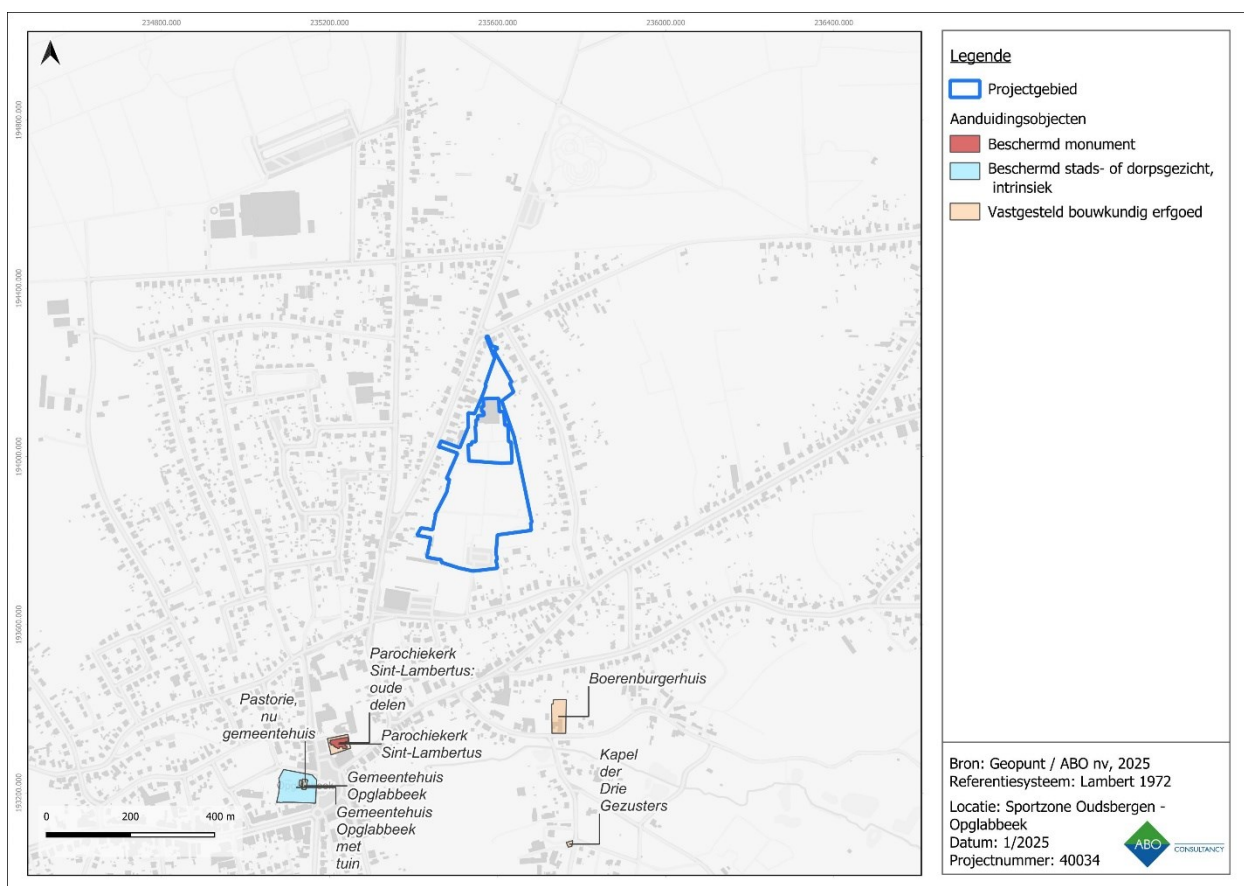 234800.000
235200.000
235600.000
236000.000
236400.000
194800.000
194400.000
194000.000
193600.000
193200.000
Parochiekerk
Sint-Lambertus:
oude
delen
Pastorie,
nu
gemeentehuis
Parochiekerk
Sint-Lambertus
Gemeentehuis
Opglabbeek
Gemeentehuis
Opglabbeek
met
tuin
Boerenburgerhuis
Kapel
der
Drie
Gezusters
0 200 400 m
Legende
Projectgebied
Aanduidingsobjecten
Beschermd monument
Beschermd stads- of dorpsgezicht,
intrinsiek
Vastgesteld bouwkundig erfgoed
Bron: Geopunt / ABO nv, 2025
Referentiesysteem: Lambert 1972
Locatie: Sportzone Oudsbergen -
Opglabbeek
Datum: 1/2025
Projectnummer: 40034
ABO
CONSULTANCY